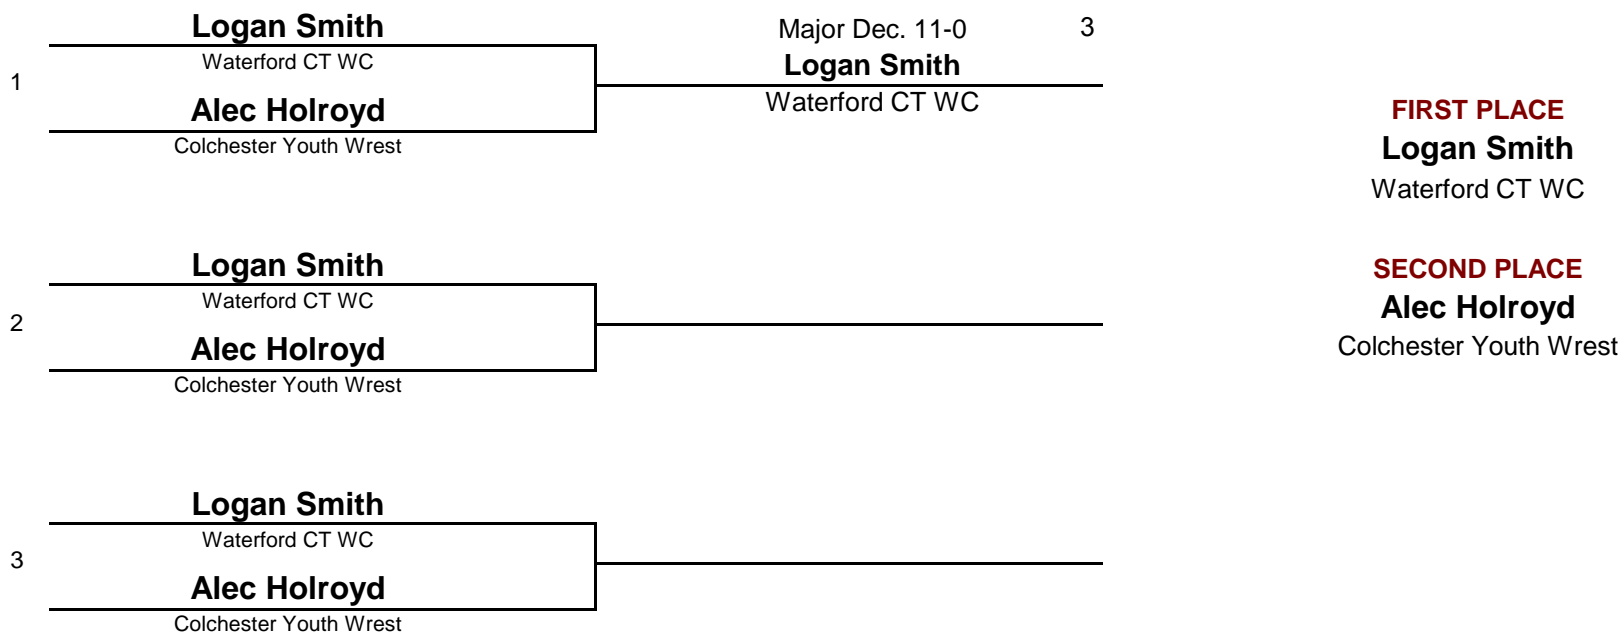 Logan Smith
Waterford CT WC
1
Alec Holroyd
Colchester Youth Wrest
Major Dec. 11-0 3
Logan Smith
Waterford CT WC
Logan Smith
Waterford CT WC
2
Alec Holroyd
Colchester Youth Wrest
Logan Smith
Waterford CT WC
3
Alec Holroyd
Colchester Youth Wrest
FIRST PLACE
Logan Smith
Waterford CT WC
SECOND PLACE
Alec Holroyd
Colchester Youth Wrest